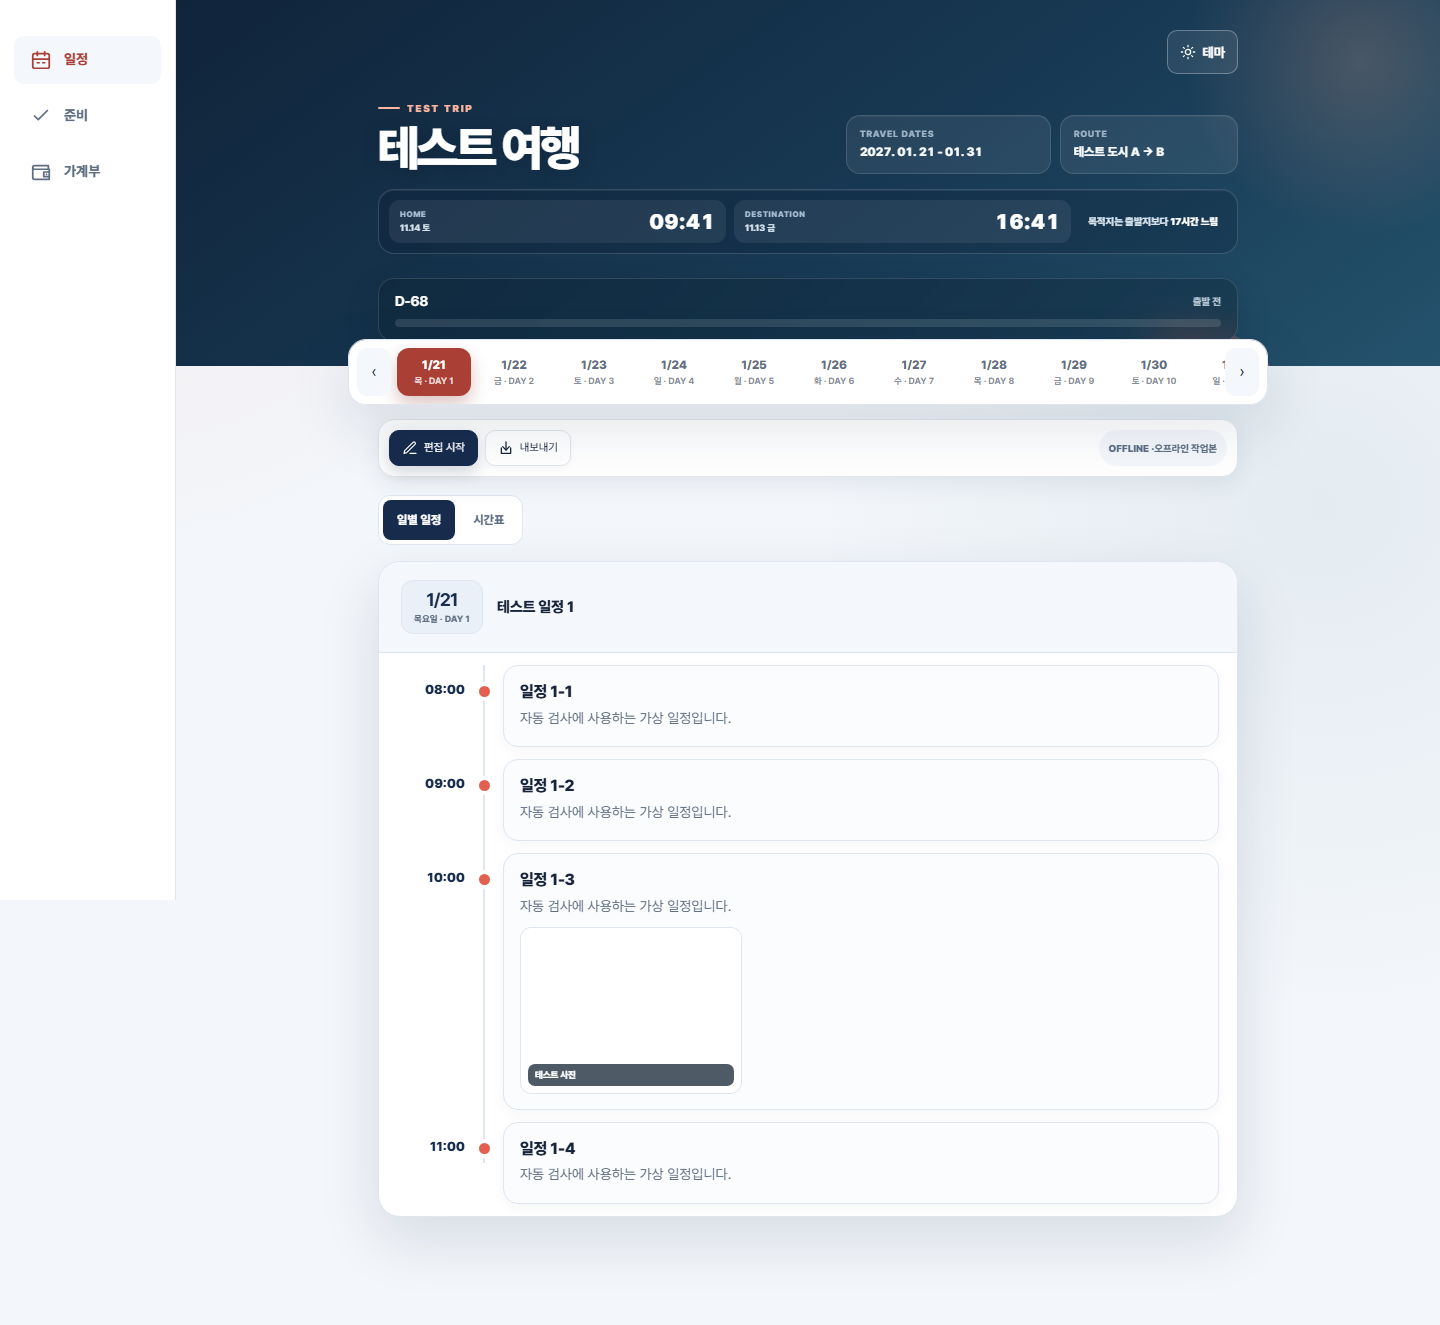 일정
준비
가계부
테마
TEST TRIP
테스트 여행
TRAVEL DATES
2027. 01. 21 - 01. 31
ROUTE
테스트 도시 A → B
HOME
11.14 토
09:41
DESTINATION
11.13 금
16:41
목적지는 출발지보다 17시간 느림
D-68
출발 전
‹
1/21
목 · DAY 1
1/22
금 · DAY 2
1/23
토 · DAY 3
1/24
일 · DAY 4
1/25
월 · DAY 5
1/26
화 · DAY 6
1/27
수 · DAY 7
1/28
목 · DAY 8
1/29
금 · DAY 9
1/30
토 · DAY 10
일 ·
›
편집 시작
내보내기
OFFLINE ·오프라인 작업본
일별 일정
시간표
1/21
목요일 · DAY 1
테스트 일정 1
08:00
일정 1-1
자동 검사에 사용하는 가상 일정입니다.
09:00
일정 1-2
자동 검사에 사용하는 가상 일정입니다.
10:00
일정 1-3
자동 검사에 사용하는 가상 일정입니다.
테스트 사진
11:00
일정 1-4
자동 검사에 사용하는 가상 일정입니다.